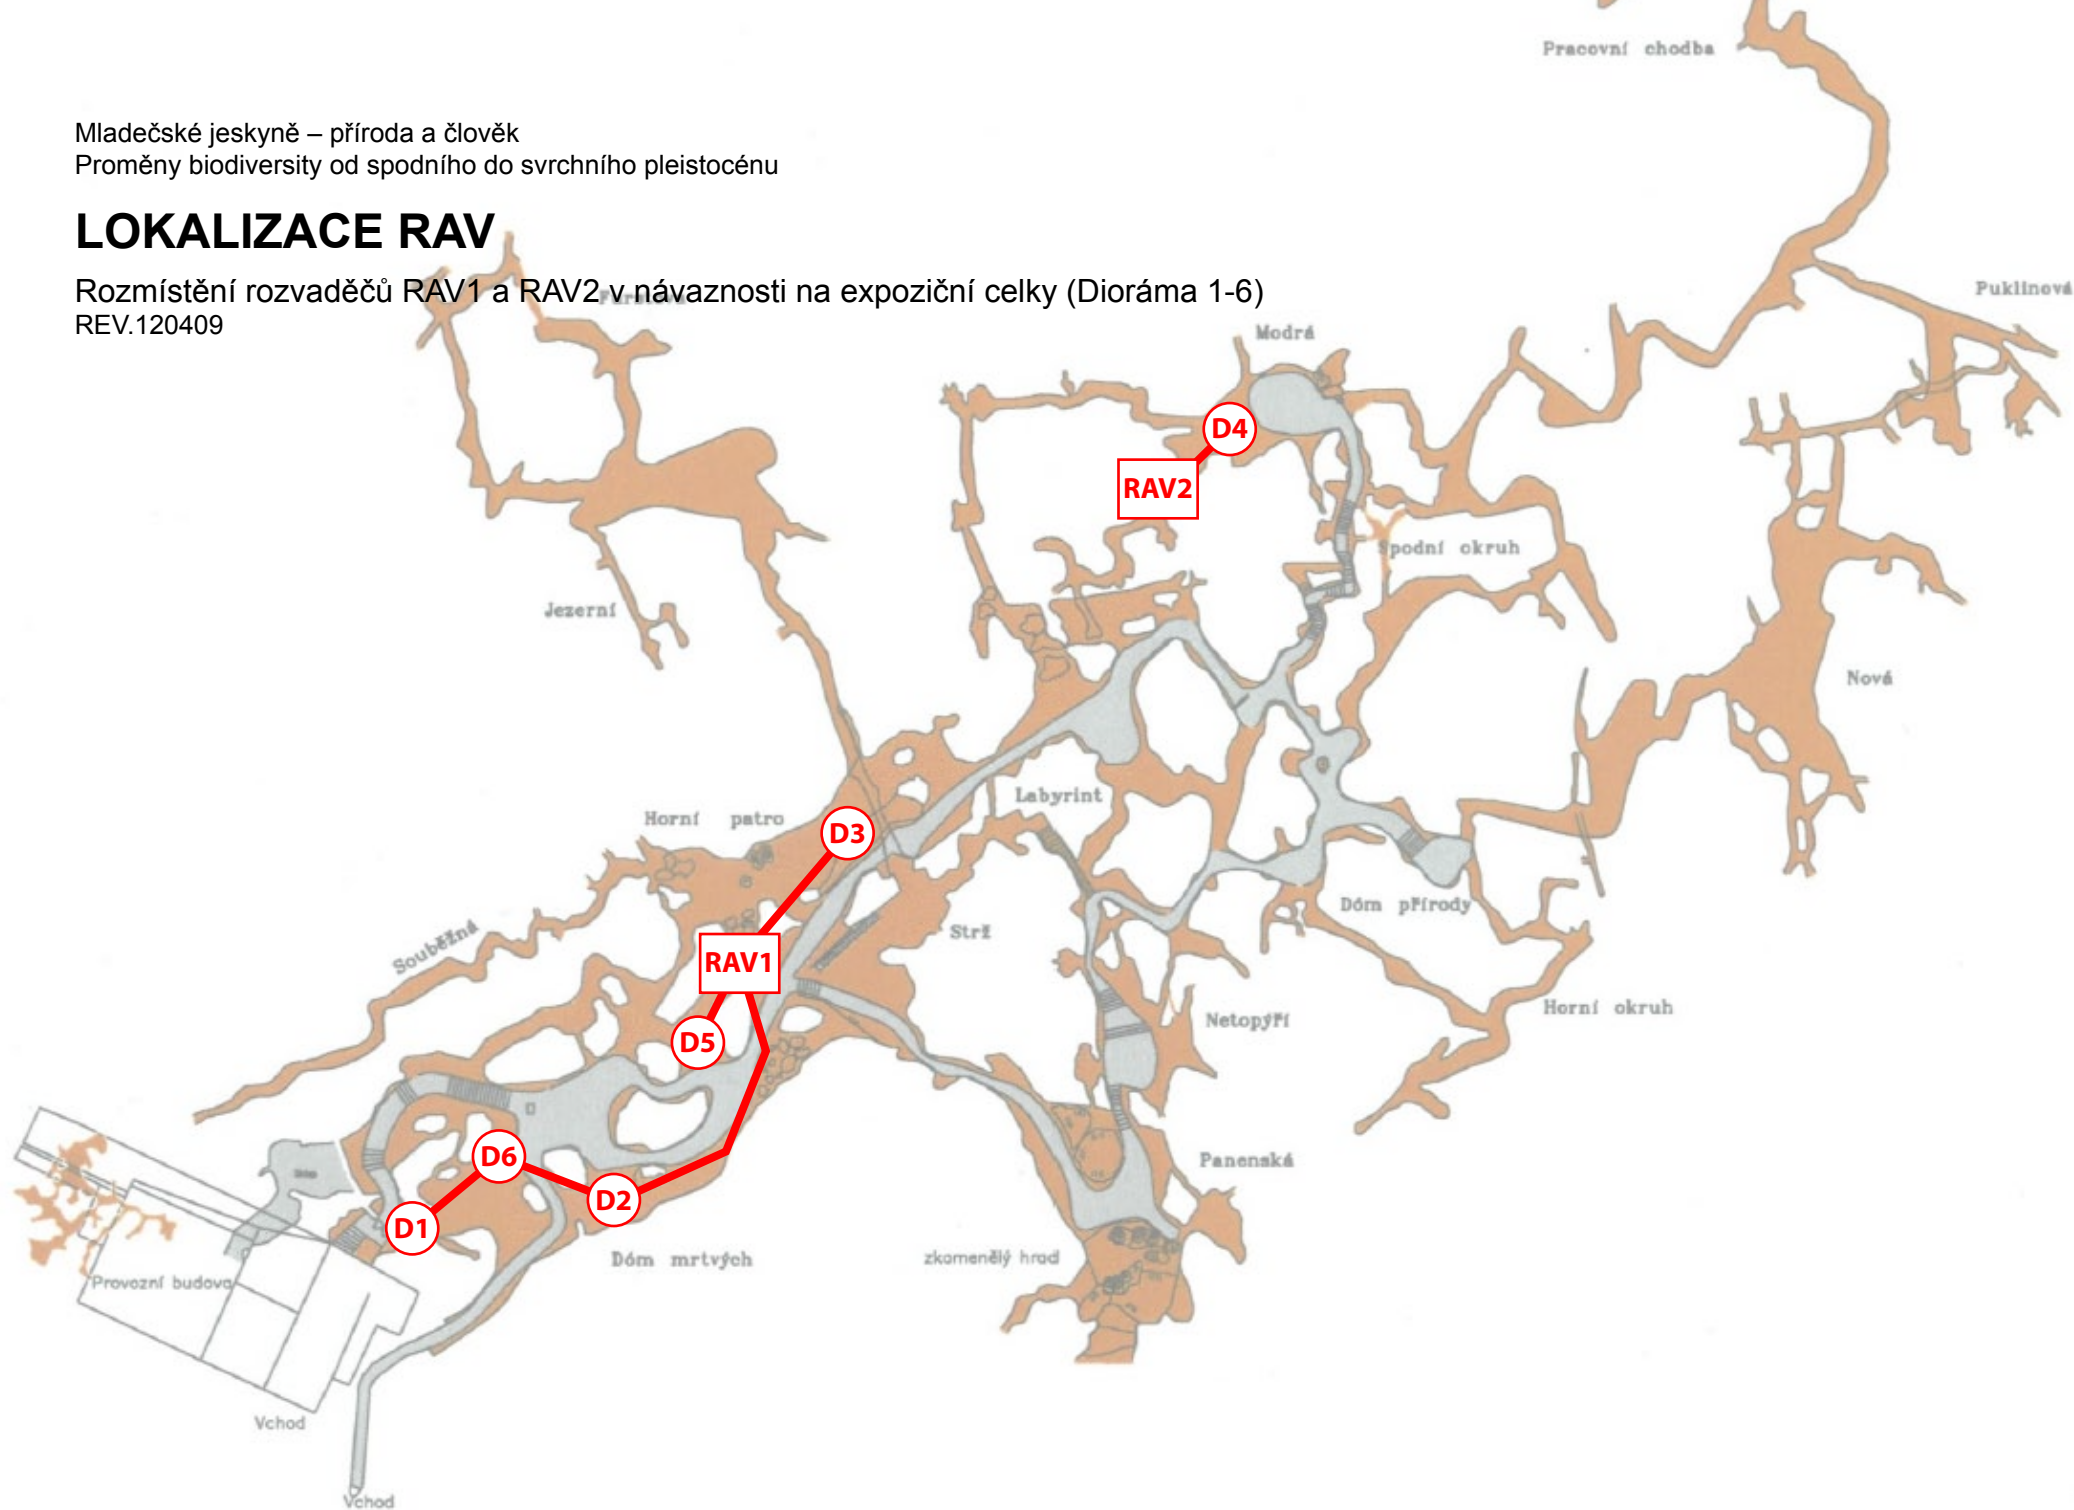 Pracovní chodba
Mladečské jeskyně – příroda a člověk
Proměny biodiversity od spodního do svrchního pleistocénu
LOKALIZACE RAV
Rozmístění rozvaděčů RAV1 a RAV2 v návaznosti na expoziční celky (Dioráma 1-6)
REV.120409
Puklinová
Modrá
D4
RAV2
Spodní okruh
Jezerní
Nová
Labyrint
Horní patro
D3
Dóm přírody
Strž
Souběžná
RAV1
Horní okruh
Netopýří
D5
D6
Panenská
D2
D1
Dóm mrtvých
zkamenělý hrad
Provozní budova
Vchod
Vchod